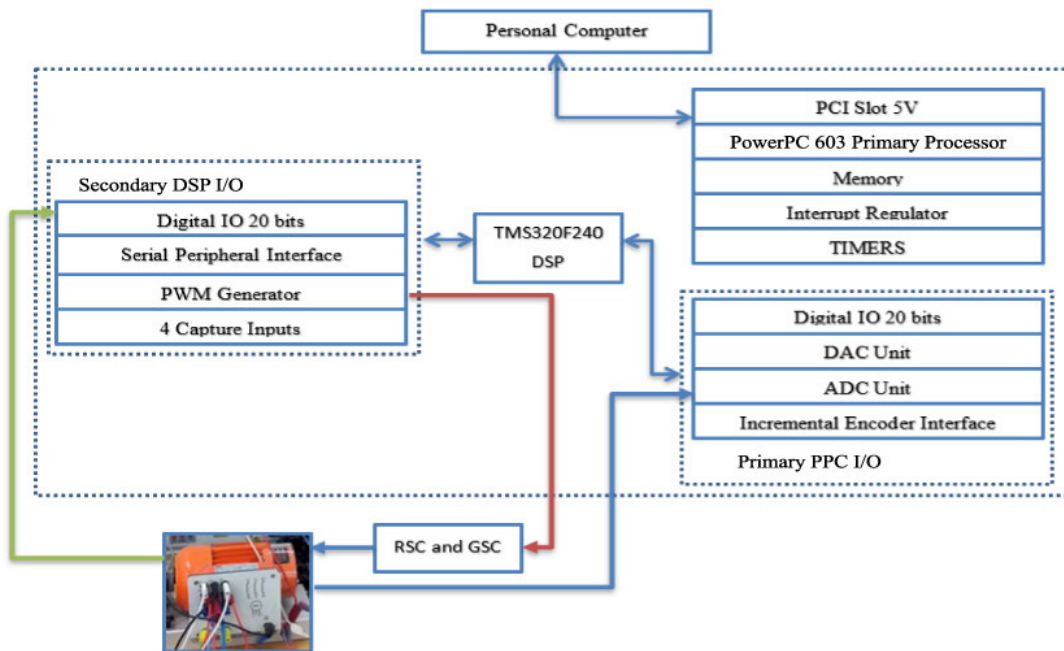 Personal Computer
PCI Slot 5V
PowerPC 603 Primary Processor
Memory
Interrupt Regulator
TIMERS
Secondary DSP I/O
Digital IO 20 bits
Serial Peripheral Interface
PWM Generator
4 Capture Inputs
TMS320F240
DSP
Digital IO 20 bits
DAC Unit
ADC Unit
Incremental Encoder Interface
Primary PPC I/O
RSC and GSC